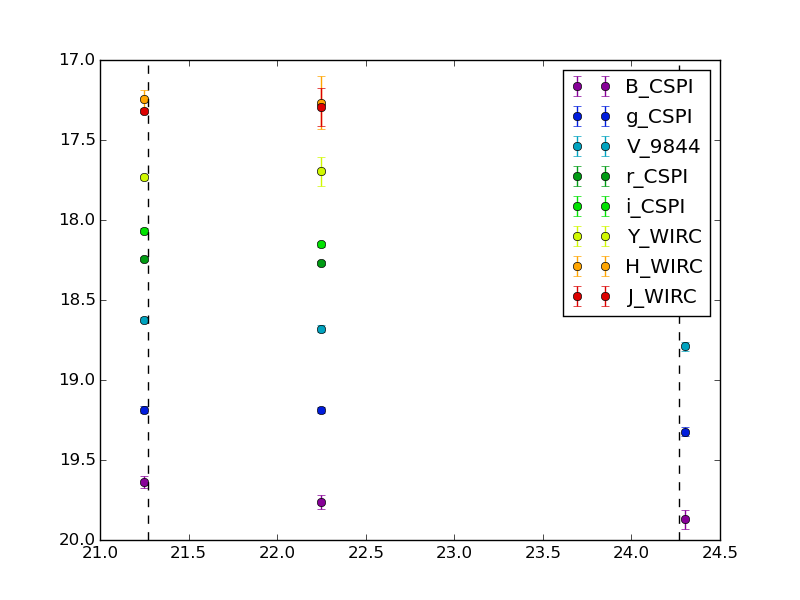 17.0
17.5
18.0
18.5
19.0
19.5
20.0
21.0 21.5 22.0 22.5 23.0 23.5 24.0 24.5
B_CSPI
g_CSPI
V_9844
r_CSPI
i_CSPI
Y_WIRC
H_WIRC
J_WIRC